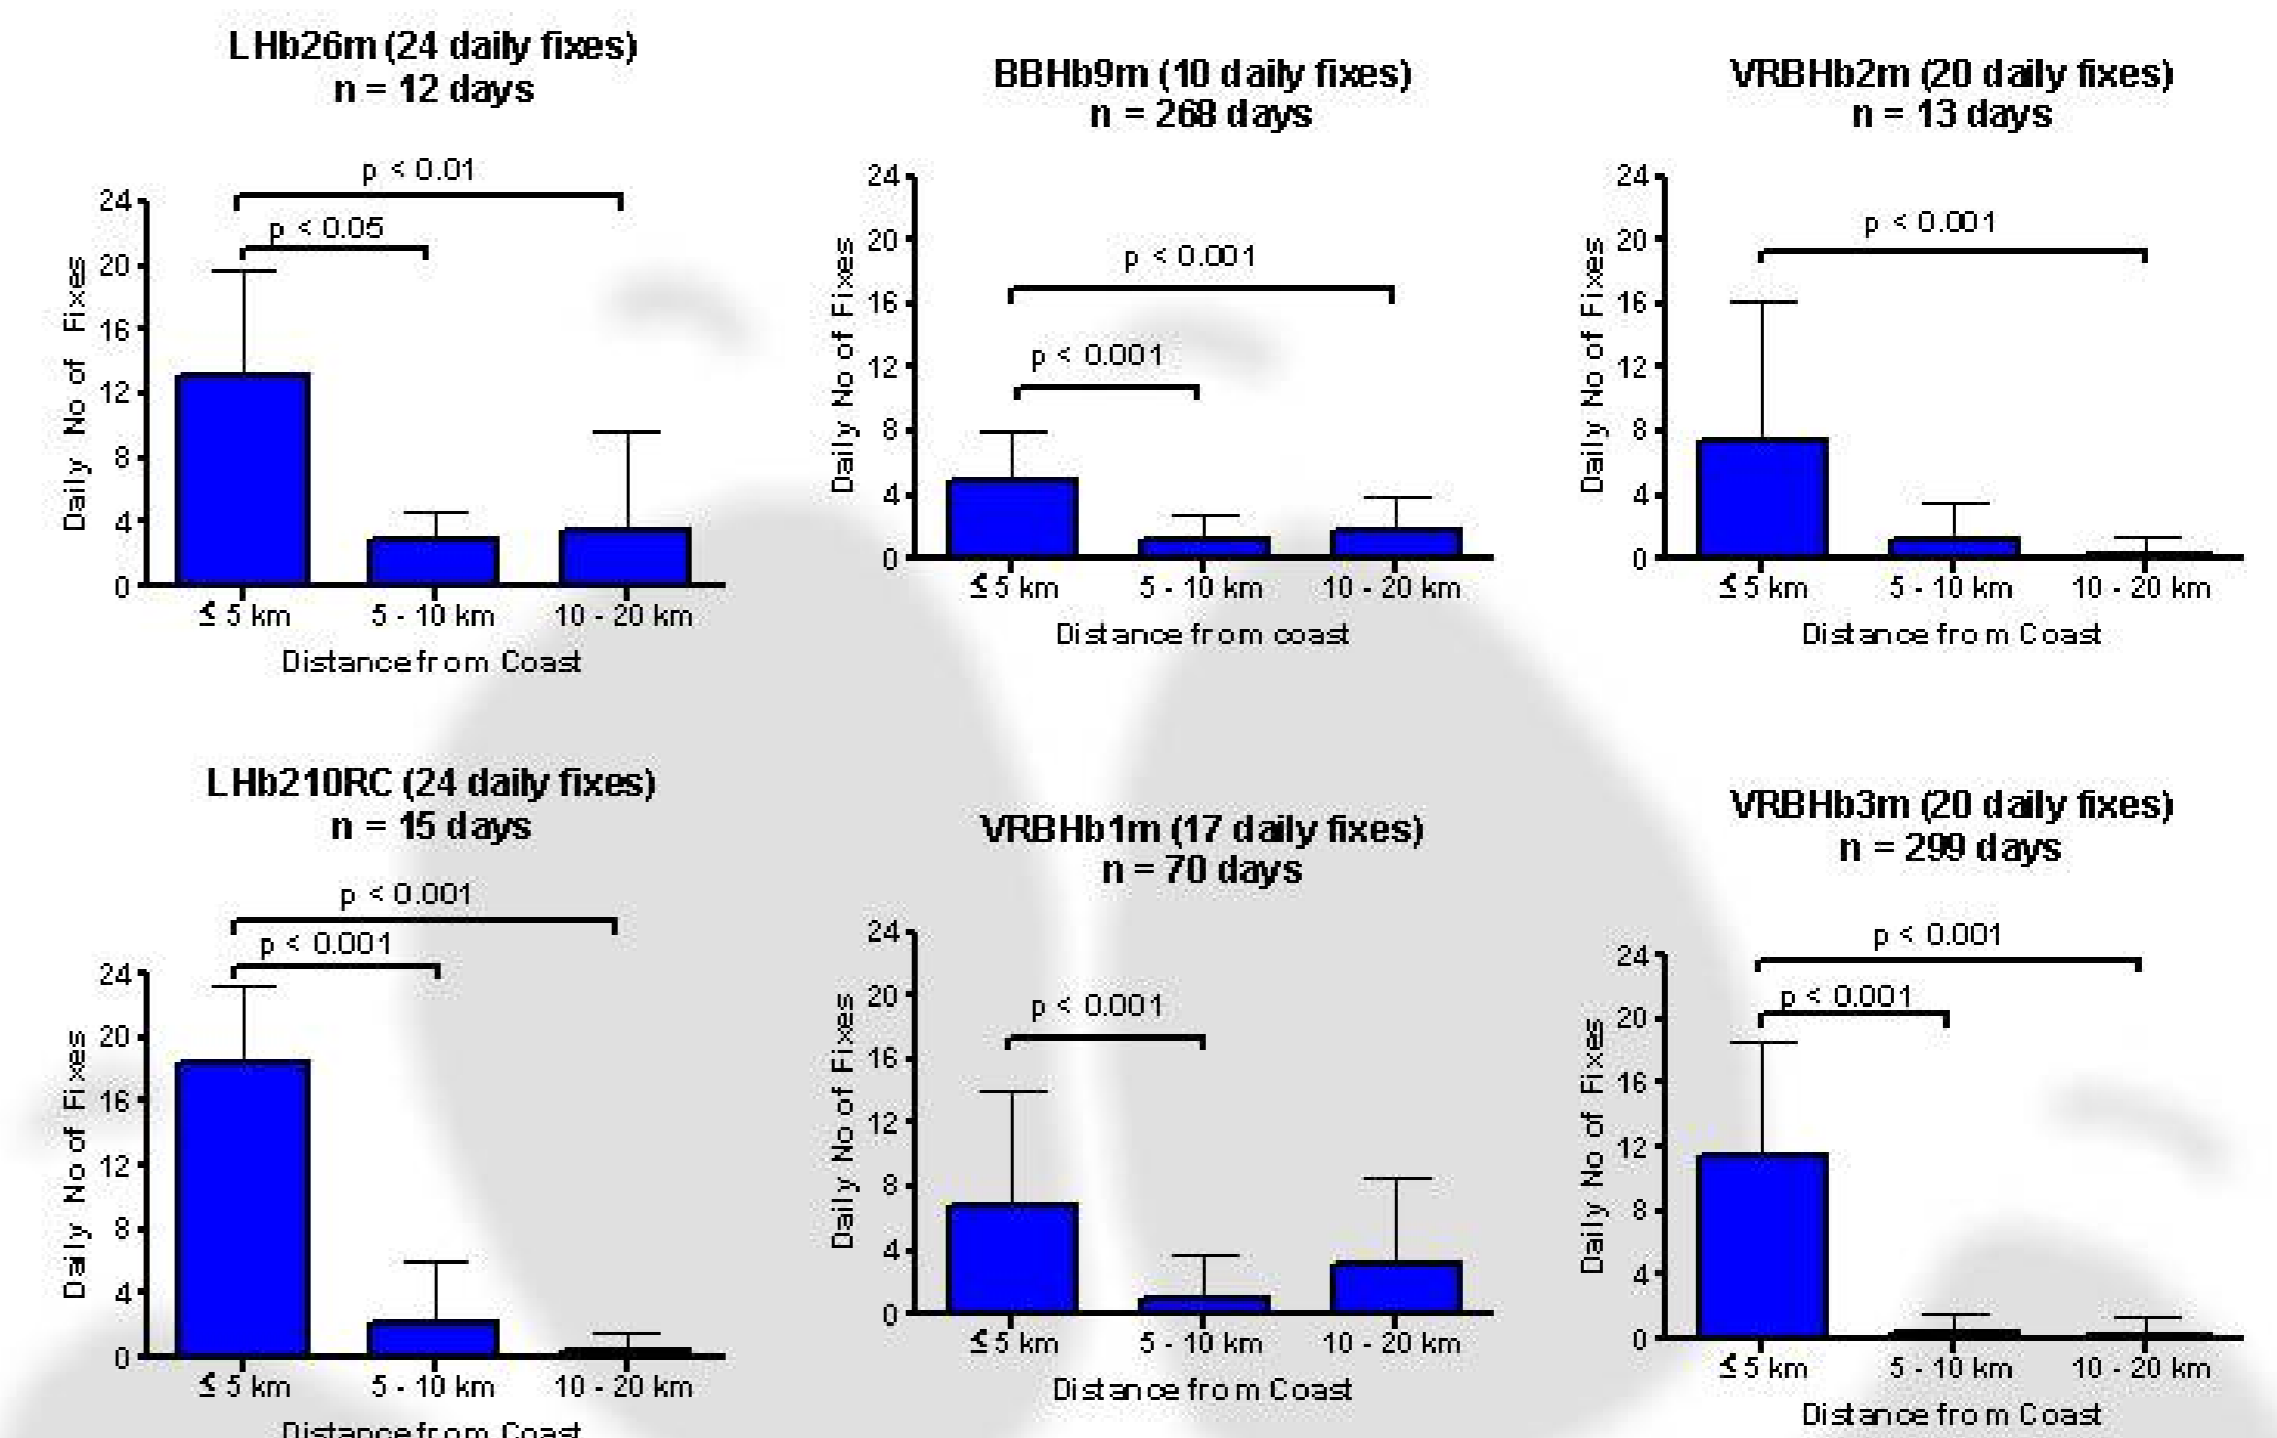 LHb26m (24 daily fixes)
n = 12 days
p < 0.01
p < 0.05
24
20
16
12
8
4
0
Daily No of Fixes
≤ 5 km
5 - 10 km
10 - 20 km
Distance from Coast
BBHb9m (10 daily fixes)
n = 268 days
p < 0.001
p < 0.001
24
20
16
12
8
4
0
Daily No of Fixes
≤ 5 km
5 - 10 km
10 - 20 km
Distance from coast
VRBHb2m (20 daily fixes)
n = 13 days
p < 0.001
24
20
16
12
8
4
0
Daily No of Fixes
≤ 5 km
5 - 10 km
10 - 20 km
Distance from Coast
LHb210RC (24 daily fixes)
n = 15 days
p < 0.001
p < 0.001
24
20
16
12
8
4
0
Daily No of Fixes
≤ 5 km
5 - 10 km
10 - 20 km
Distance from Coast
VRBHb1m (17 daily fixes)
n = 70 days
p < 0.001
24
20
16
12
8
4
0
Daily No of Fixes
≤ 5 km
5 - 10 km
10 - 20 km
Distance from Coast
VRBHb3m (20 daily fixes)
n = 299 days
p < 0.001
p < 0.001
24
20
16
12
8
4
0
Daily No of Fixes
≤ 5 km
5 - 10 km
10 - 20 km
Distance from Coast